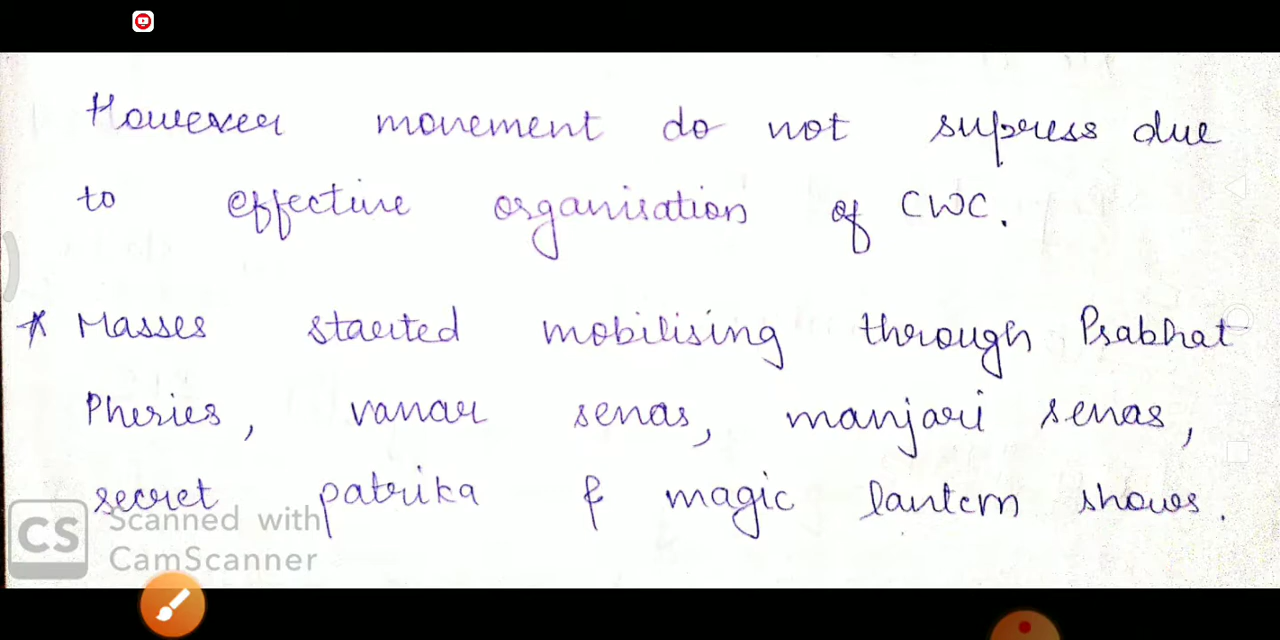 However movement do not supress due
to effective organisation of CWC.
* Masses started mobilising through Prabhat
Pheries, vanar senas, manjari senas,
secret patrika & magic lantern shows.
CS Scanned with
CamScanner